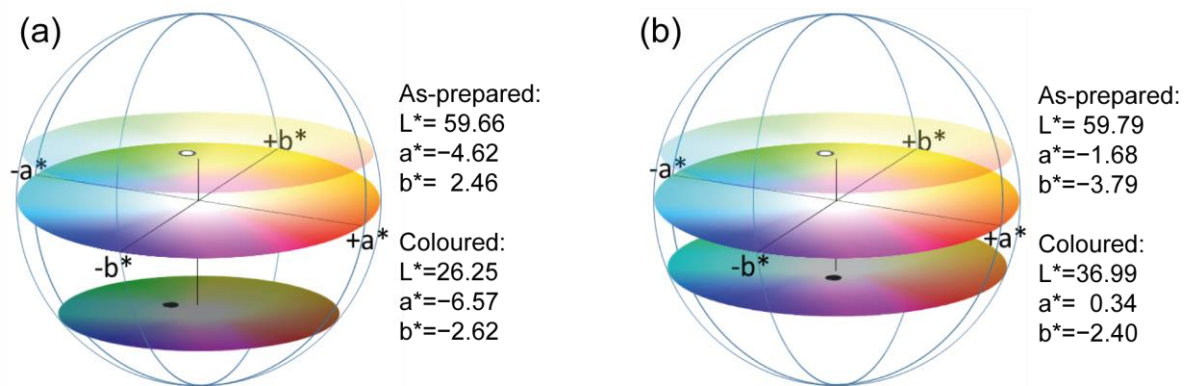 (a)
+b*
-a*
+a*
-b*
As-prepared:
L*= 59.66
a*=−4.62
b*= 2.46
Coloured:
L*=26.25
a*=−6.57
b*=−2.62
(b)
+b*
-a*
+a*
-b*
As-prepared:
L*= 59.79
a*=−1.68
b*=−3.79
Coloured:
L*=36.99
a*= 0.34
b*=−2.40